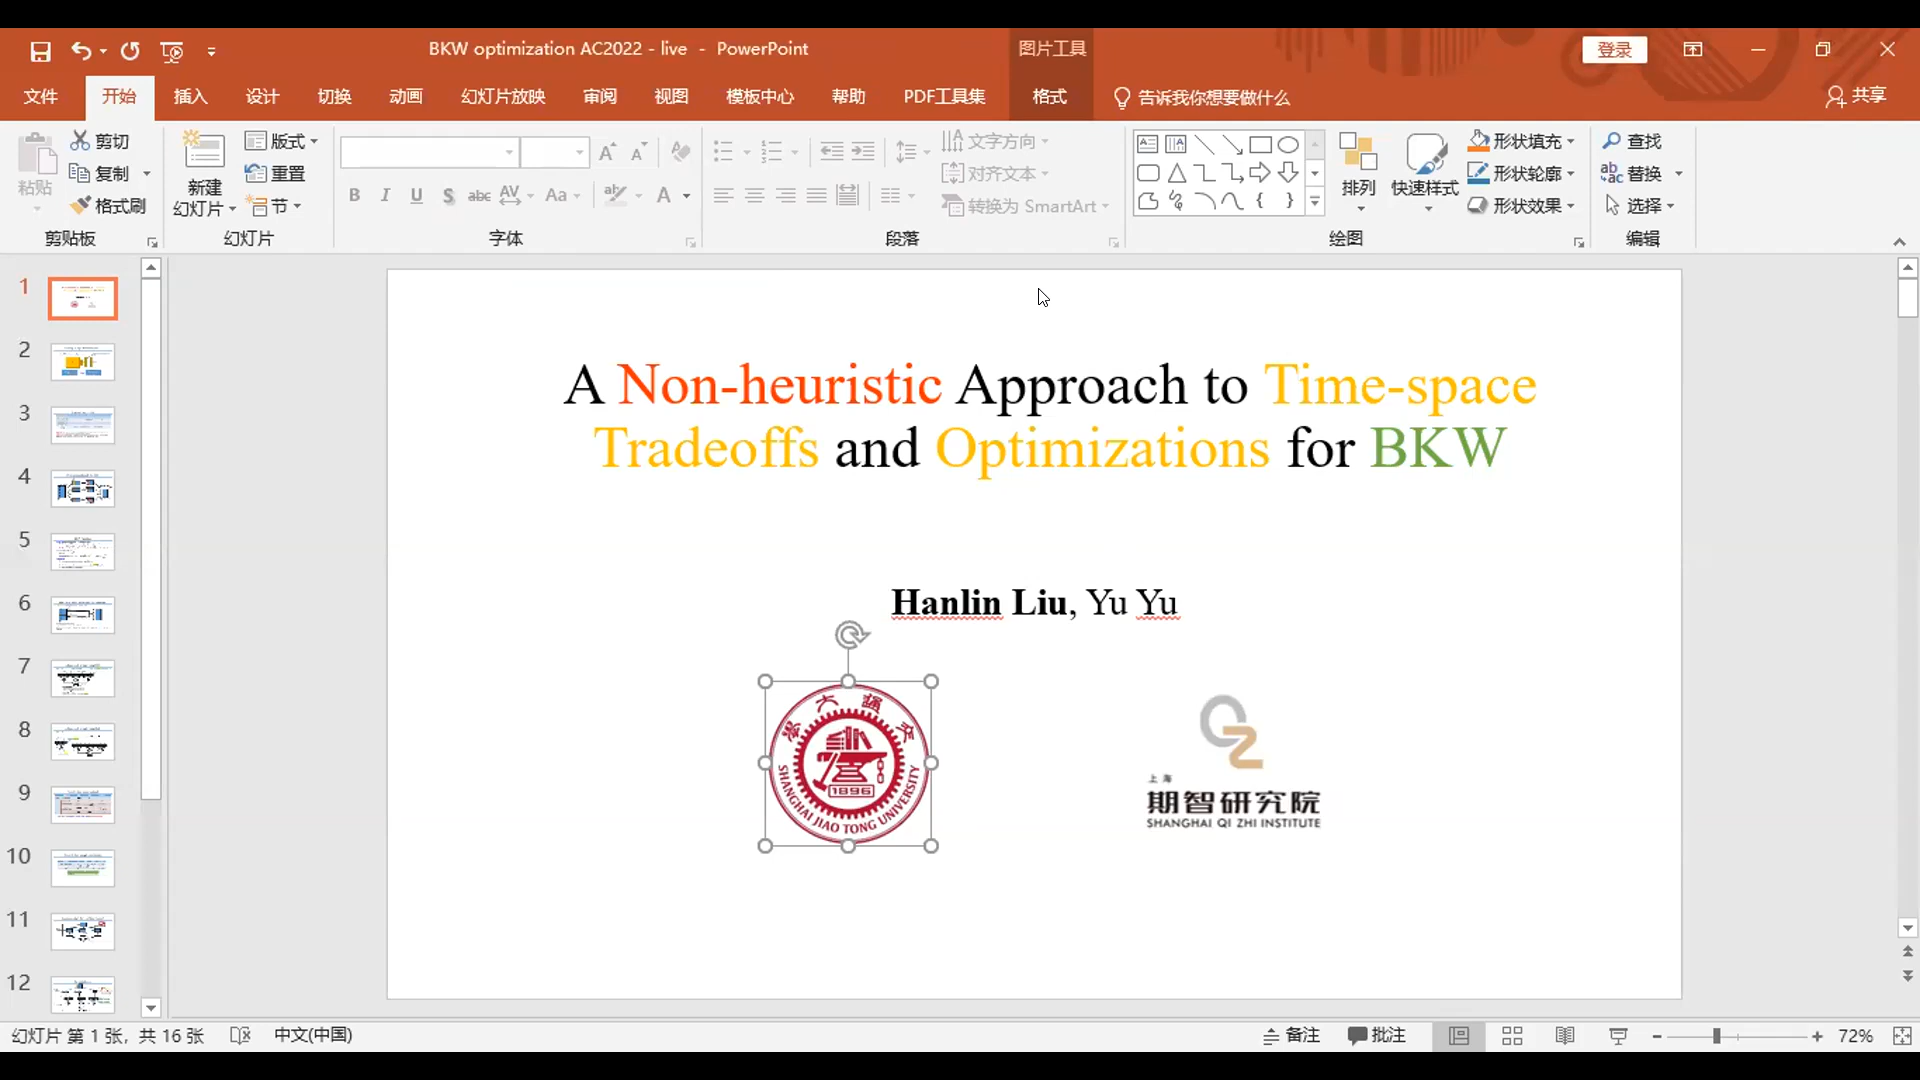 BKW optimization AC2022 - live - PowerPoint
图片工具
登录
文件 开始 插入 设计 切换 动画 幻灯片放映 审阅 视图 模板中心 帮助 PDF工具集 格式 告诉我你想要做什么 共享
粘贴 剪切 复制 格式刷
剪贴板
新建
幻灯片
版式
重置
节
幻灯片
B I U S abc AV Aa A
字体
文字方向
对齐文本
转换为 SmartArt
段落
排列 快速样式
形状填充
形状轮廓
形状效果
绘图
查找
替换
选择
编辑
1
2
3
4
5
6
7
8
9
10
11
12
A Non-heuristic Approach to Time-space
Tradeoffs and Optimizations for BKW
Hanlin Liu, Yu Yu
交通大學
SHANGHAI JIAO TONG UNIVERSITY
1896
上海
期智研究院
SHANGHAI QI ZHI INSTITUTE
幻灯片 第 1 张，共 16 张 中文(中国) 备注 批注 72%